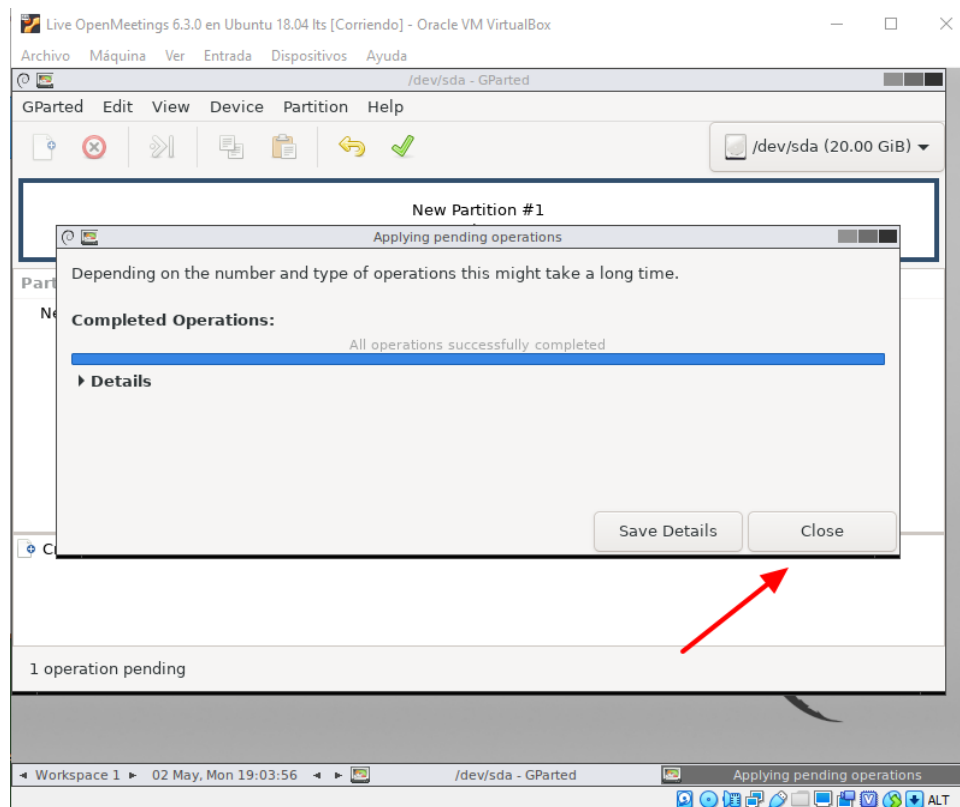 Live OpenMeetings 6.3.0 en Ubuntu 18.04 lts [Corriendo] - Oracle VM VirtualBox
Archivo Máquina Ver Entrada Dispositivos Ayuda
/dev/sda - GParted
GParted Edit View Device Partition Help
/dev/sda (20.00 GiB)
New Partition #1
Applying pending operations
Depending on the number and type of operations this might take a long time.
Part
Ne
Completed Operations:
All operations successfully completed
Details
Save Details Close
1 operation pending
Workspace 1 02 May, Mon 19:03:56 /dev/sda - GParted Applying pending operations
ALT